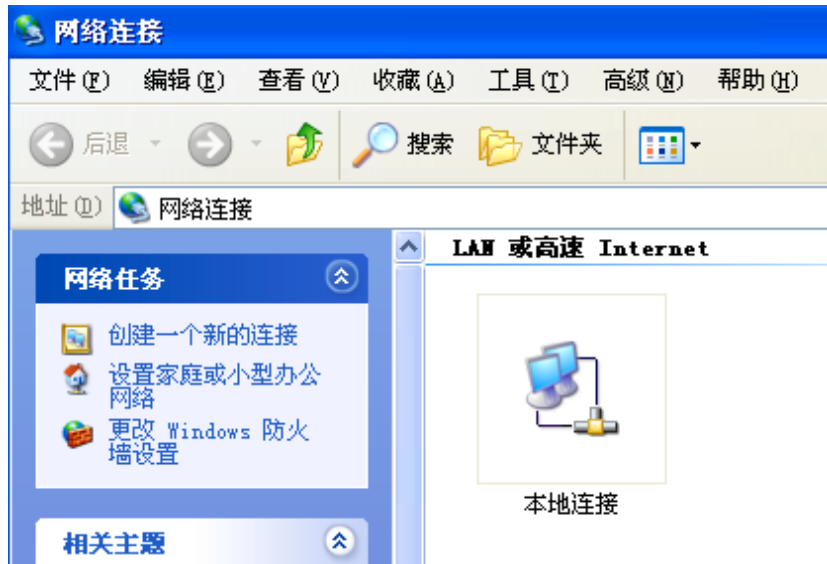 网络连接
文件(F) 编辑(E) 查看(V) 收藏(A) 工具(T) 高级(N) 帮助(H)
后退 搜索 文件夹
地址(D) 网络连接
网络任务
创建一个新的连接
设置家庭或小型办公
网络
更改 Windows 防火
墙设置
相关主题
LAN 或高速 Internet
本地连接